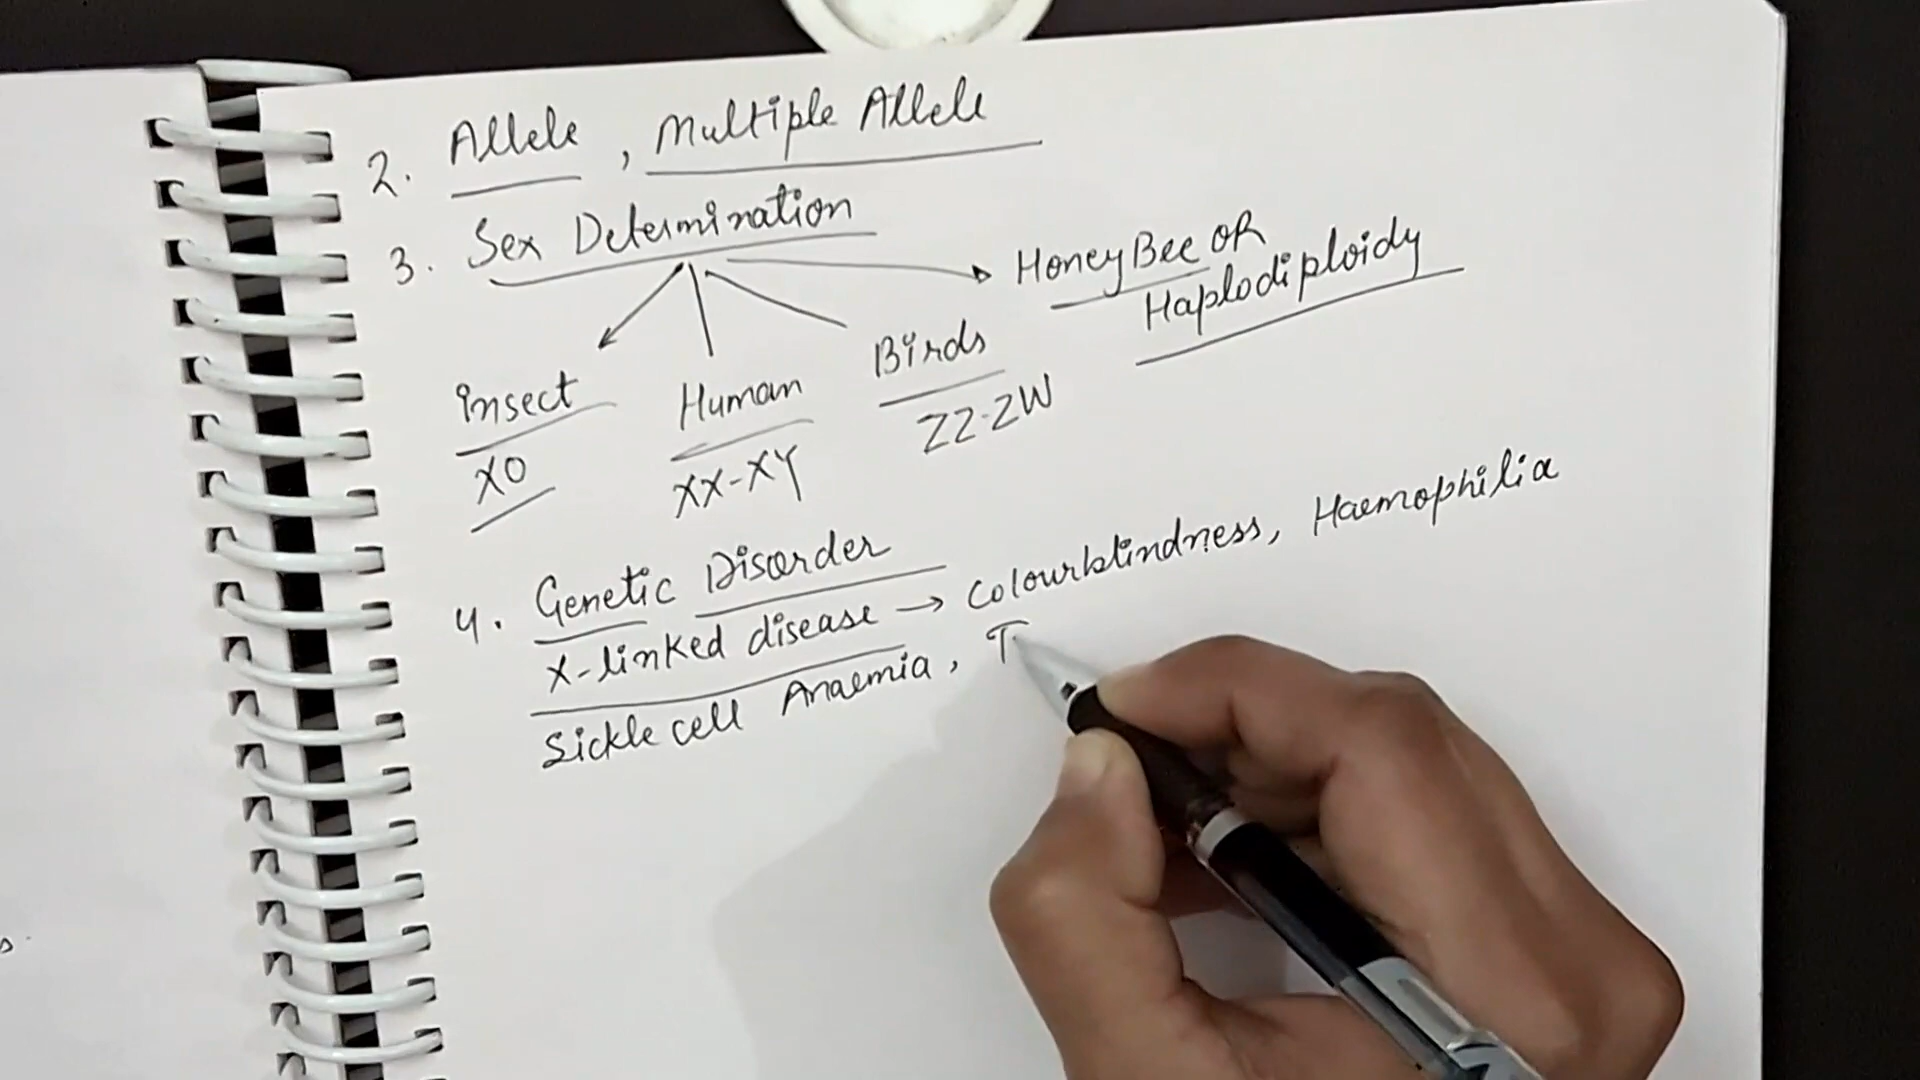 2. Allele, Multiple Allele
3. Sex Determination
HoneyBee OR
Haplodiploidy
insect
XO
Human
XX-XY
Birds
ZZ-ZW
4. Genetic Disorder
X-linked disease → Colourblindness, Haemophilia
Sickle cell Anaemia, T